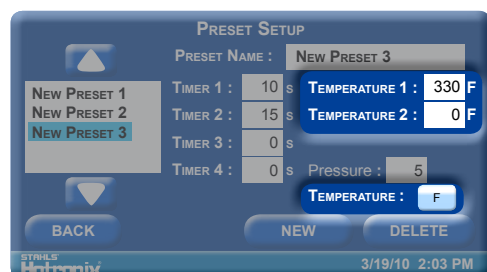 PRESET SETUP
PRESET NAME : NEW PRESET 3
NEW PRESET 1
NEW PRESET 2
NEW PRESET 3
TIMER 1 : 10 S TEMPERATURE 1 : 330 F
TIMER 2 : 15 S TEMPERATURE 2 : 0 F
TIMER 3 : 0 S
TIMER 4 : 0 S Pressure : 5
TEMPERATURE : F
BACK NEW DELETE
STAHLS'
Hotronix 3/19/10 2:03 PM